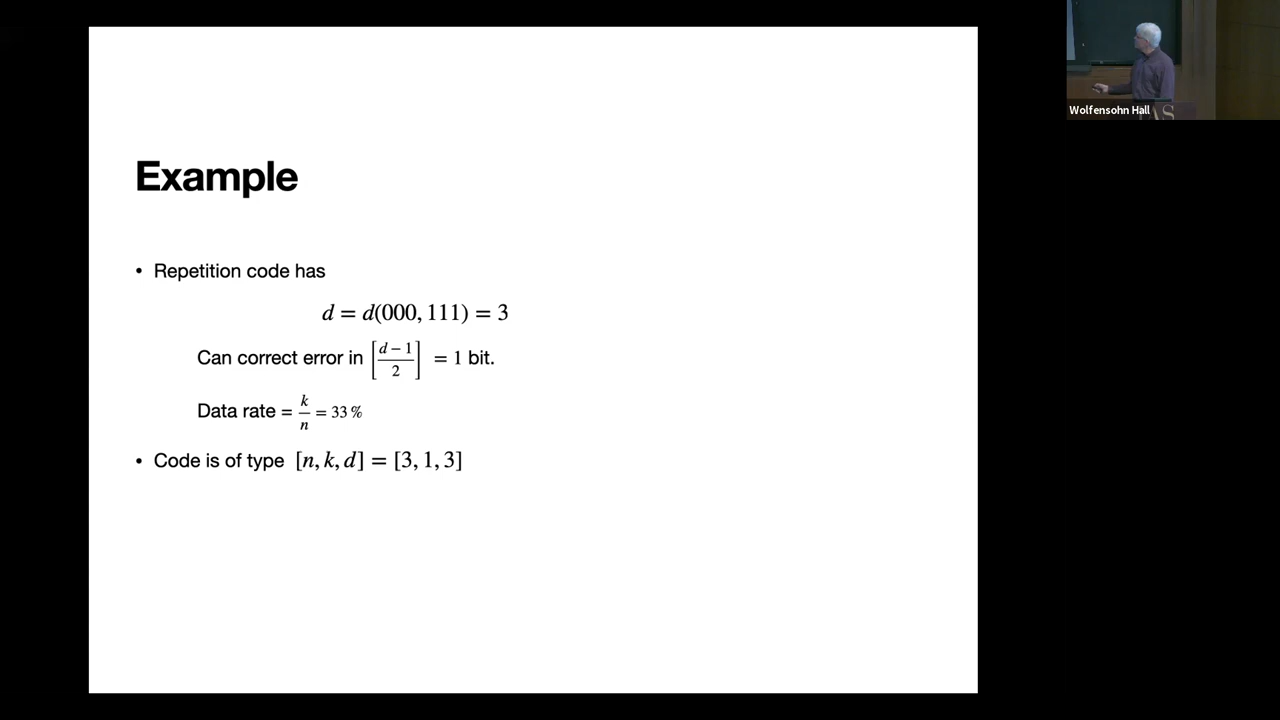 Example
• Repetition code has
d = d(000, 111) = 3
Can correct error in [d − 1 / 2] = 1 bit.
Data rate = k / n = 33 %
• Code is of type [n, k, d] = [3, 1, 3]
Wolfensohn Hall
AS